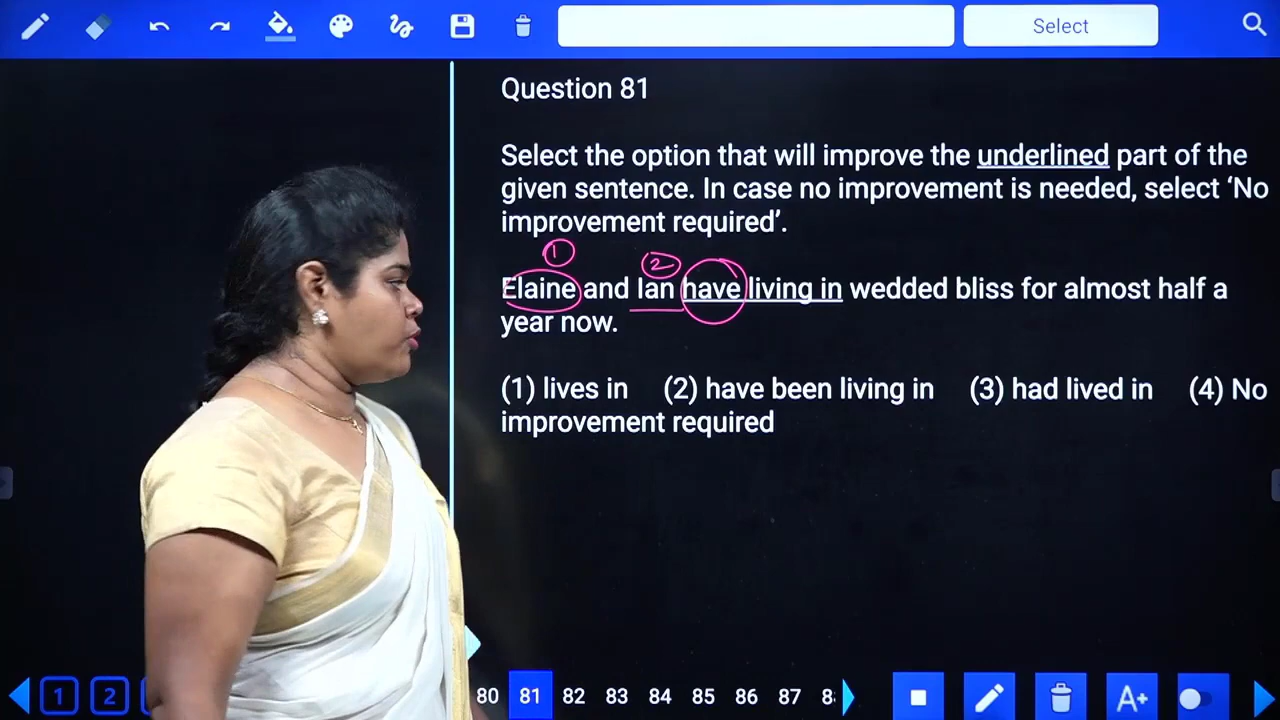 Select
Question 81
Select the option that will improve the underlined part of the
given sentence. In case no improvement is needed, select ‘No
improvement required’.
1 2
Elaine and Ian have living in wedded bliss for almost half a
year now.
(1) lives in (2) have been living in (3) had lived in (4) No
improvement required
1 2 80 81 82 83 84 85 86 87
A+